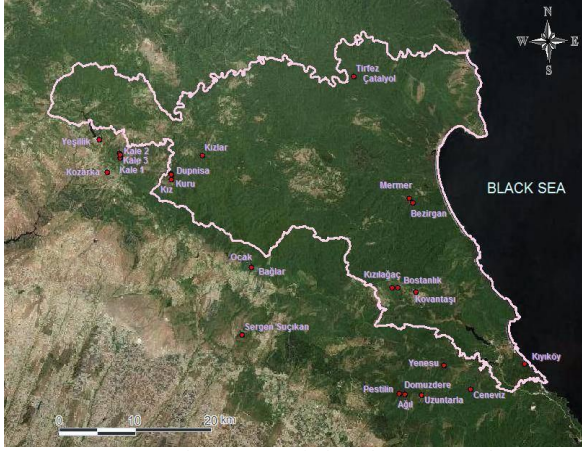 N
W E
S
Tirfez
Çatalyol
Yeşillik
Kale 2
Kale 3
Kale 1
Kozarka
Kızlar
Dupnisa
Kuru
Kız
Mermer
Bezirgan
BLACK SEA
Ocak
Bağlar
Kızılağaç
Bostanlık
Kovantaşı
Sergen Suçıkan
Yenesu
Kıyıköy
Pestilin
Domuzdere
Ağıl
Uzuntarla
Ceneviz
0 10 20 km